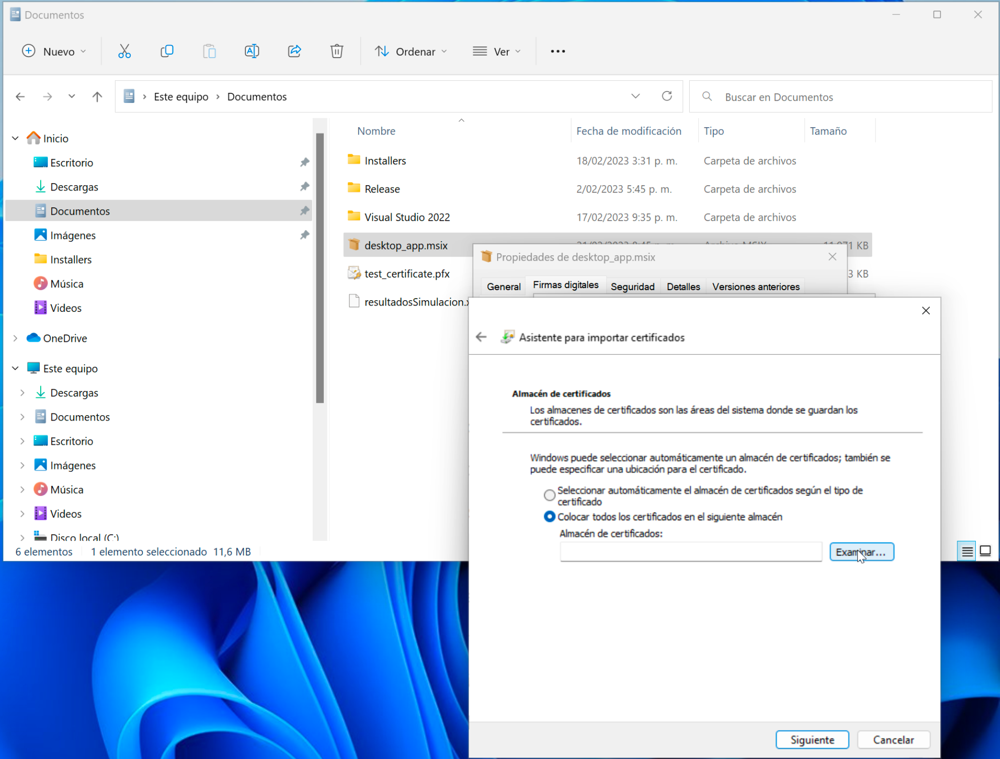 Documentos
Nuevo
Ordenar
Ver
Este equipo
Documentos
Buscar en Documentos
Nombre
Fecha de modificación
Tipo
Tamaño
Inicio
Escritorio
Descargas
Documentos
Imágenes
Installers
Música
Videos
OneDrive
Este equipo
Descargas
Documentos
Escritorio
Imágenes
Música
Videos
Disco local (C:)
Installers 18/02/2023 3:31 p. m. Carpeta de archivos
Release 2/02/2023 5:45 p. m. Carpeta de archivos
Visual Studio 2022 17/02/2023 9:35 p. m. Carpeta de archivos
desktop_app.msix KB
test_certificate.pfx 3 KB
resultadosSimulacion.
6 elementos
1 elemento seleccionado 11,6 MB
Propiedades de desktop_app.msix
General
Firmas digitales
Seguridad
Detalles
Versiones anteriores
Asistente para importar certificados
Almacén de certificados
Los almacenes de certificados son las áreas del sistema donde se guardan los
certificados.
Windows puede seleccionar automáticamente un almacén de certificados; también se
puede especificar una ubicación para el certificado.
Seleccionar automáticamente el almacén de certificados según el tipo de
certificado
Colocar todos los certificados en el siguiente almacén
Almacén de certificados:
Examinar...
Siguiente
Cancelar